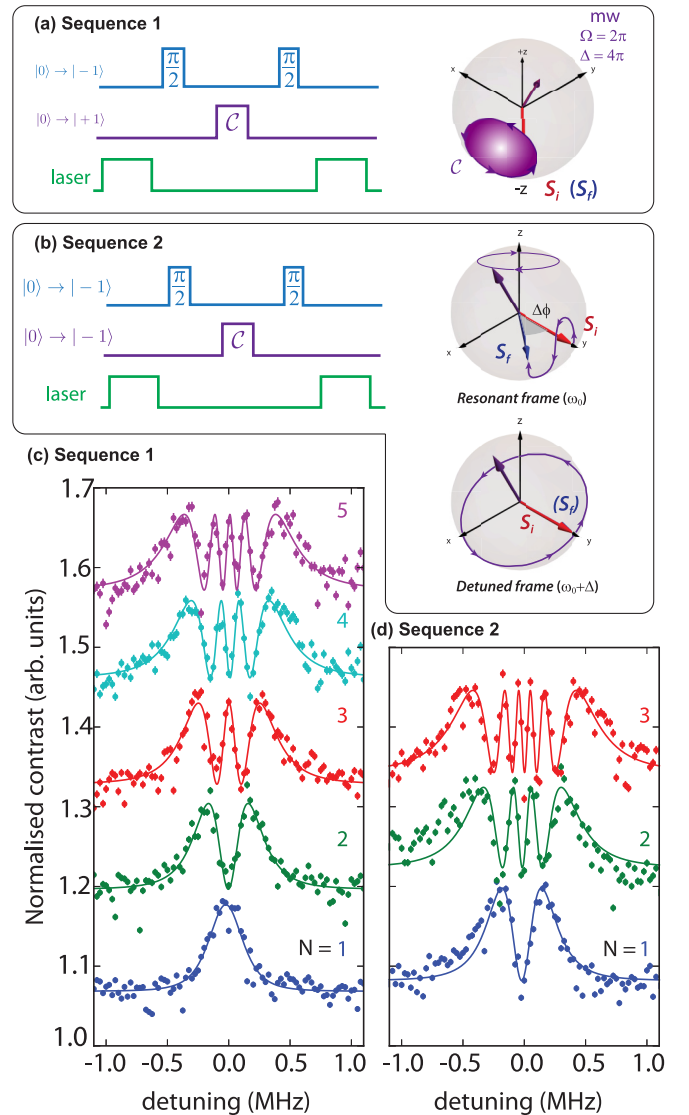 (a) Sequence 1
|0⟩ → |−1⟩
π/2
π/2
|0⟩ → |+1⟩
C
laser
mw
Ω = 2π
Δ = 4π
+z
x
y
C
-z
S_i (S_f)
(b) Sequence 2
|0⟩ → |−1⟩
π/2
π/2
|0⟩ → |−1⟩
C
laser
z
Δϕ
S_i
S_f
x
y
Resonant frame (ω₀)
z
(S_f)
S_i
x
y
Detuned frame (ω₀+Δ)
(c) Sequence 1
Normalised contrast (arb. units)
1.7
1.6
1.5
1.4
1.3
1.2
1.1
1.0
5
4
3
2
N = 1
-1.0
-0.5
0.0
0.5
1.0
detuning (MHz)
(d) Sequence 2
3
2
N = 1
-1.0
-0.5
0.0
0.5
1.0
detuning (MHz)